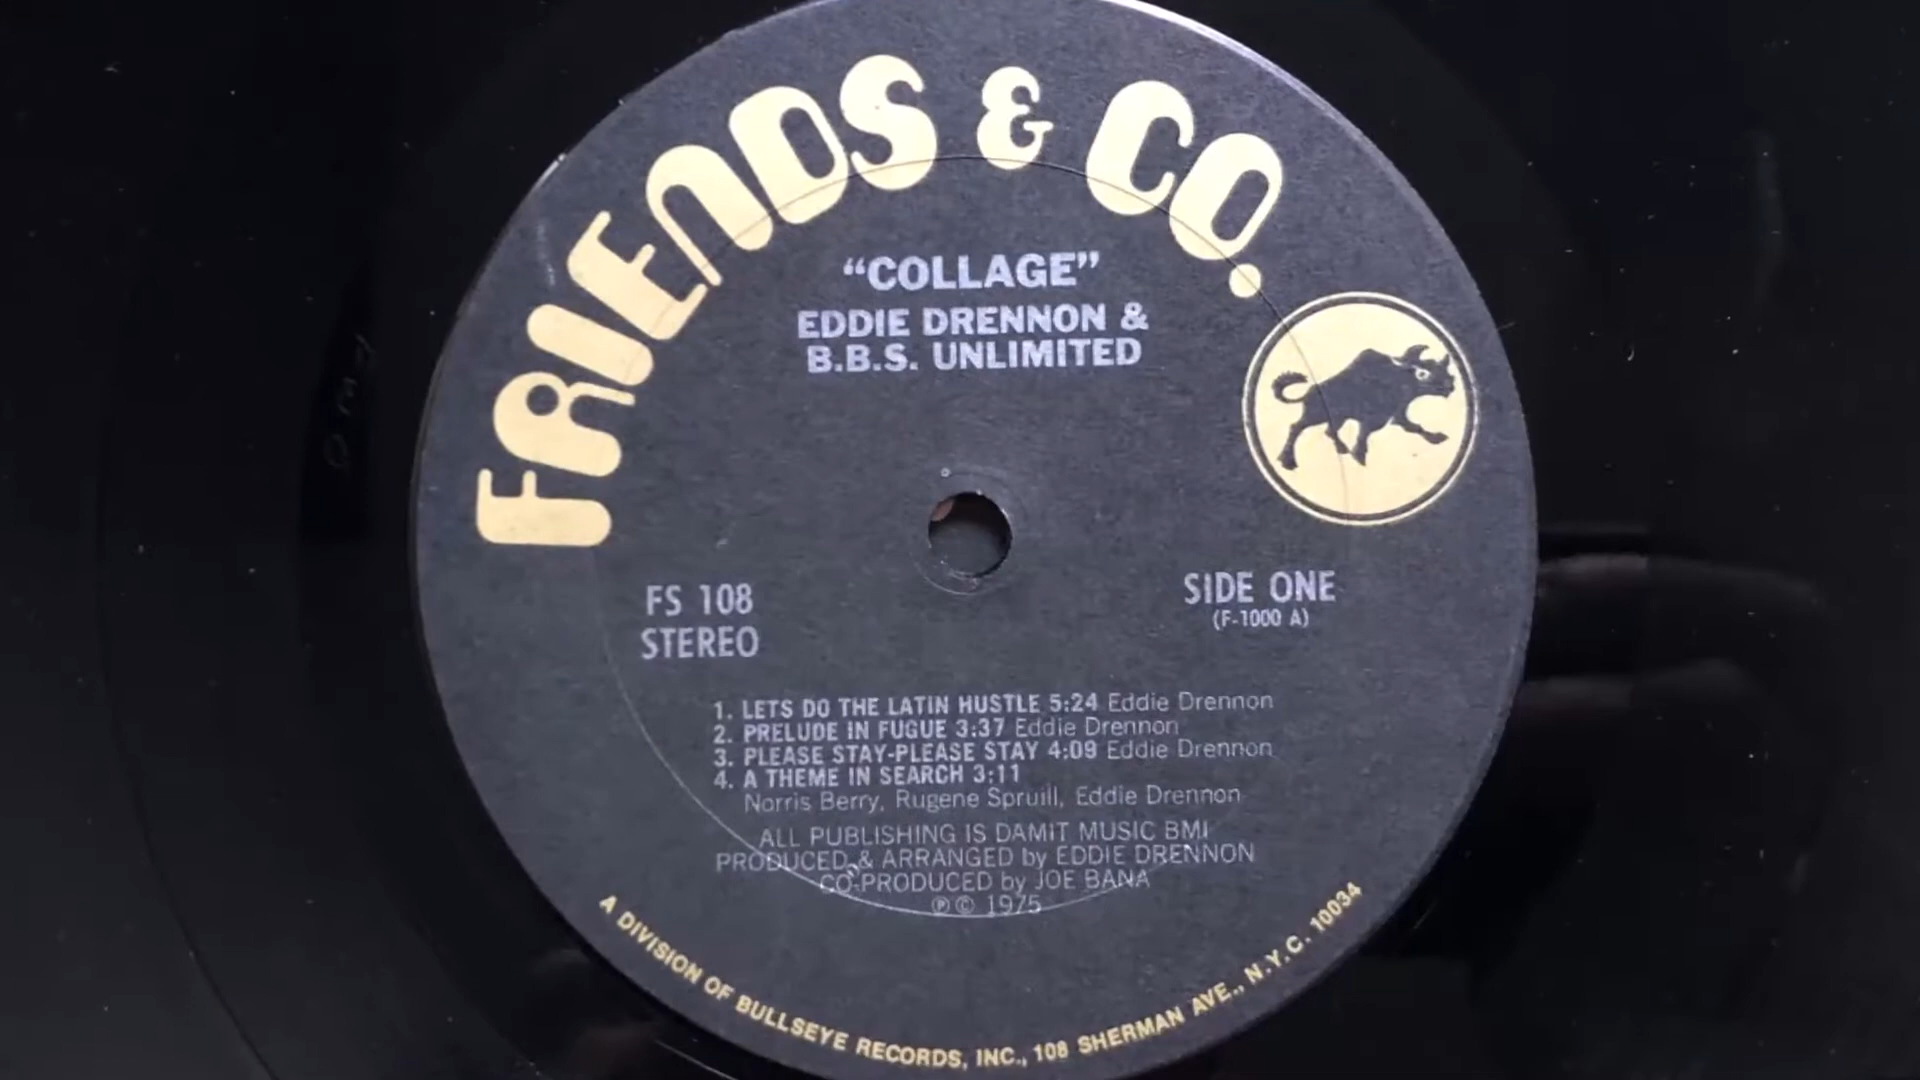 FRIENDS & CO.
“COLLAGE”
EDDIE DRENNON &
B.B.S. UNLIMITED
FS 108
STEREO
SIDE ONE
(F-1000 A)
1. LETS DO THE LATIN HUSTLE 5:24 Eddie Drennon
2. PRELUDE IN FUGUE 3:37 Eddie Drennon
3. PLEASE STAY-PLEASE STAY 4:09 Eddie Drennon
4. A THEME IN SEARCH 3:11
Norris Berry, Rugene Spruill, Eddie Drennon
ALL PUBLISHING IS DAMIT MUSIC BMI
PRODUCED & ARRANGED by EDDIE DRENNON
CO-PRODUCED by JOE BANA
℗ © 1975
A DIVISION OF BULLSEYE RECORDS, INC., 108 SHERMAN AVE., N.Y.C. 10034